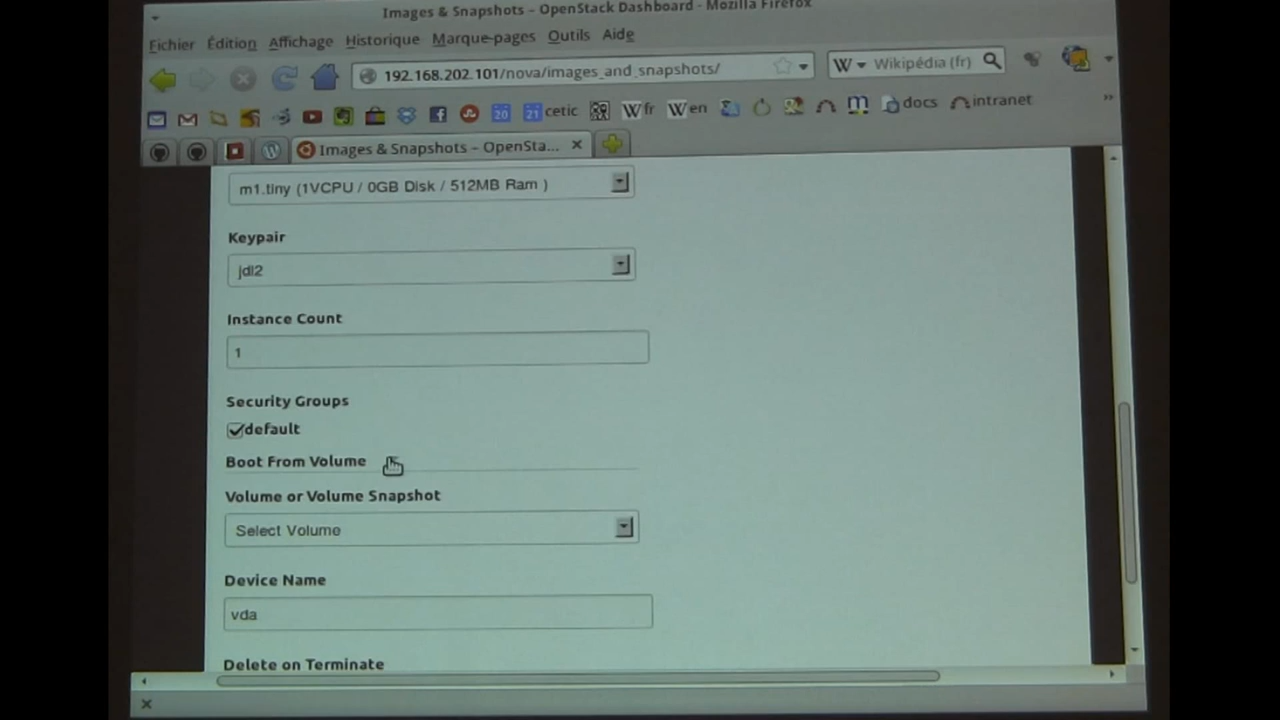 Images & Snapshots – OpenStack Dashboard - Mozilla Firefox
Fichier Édition Affichage Historique Marque-pages Outils Aide
192.168.202.101/nova/images_and_snapshots/ W Wikipédia (fr)
20 21 cetic W fr W en m docs intranet »
Images & Snapshots – OpenSta... ×
m1.tiny (1VCPU / 0GB Disk / 512MB Ram )
Keypair
jdl2
Instance Count
1
Security Groups
default
Boot From Volume
Volume or Volume Snapshot
Select Volume
Device Name
vda
Delete on Terminate